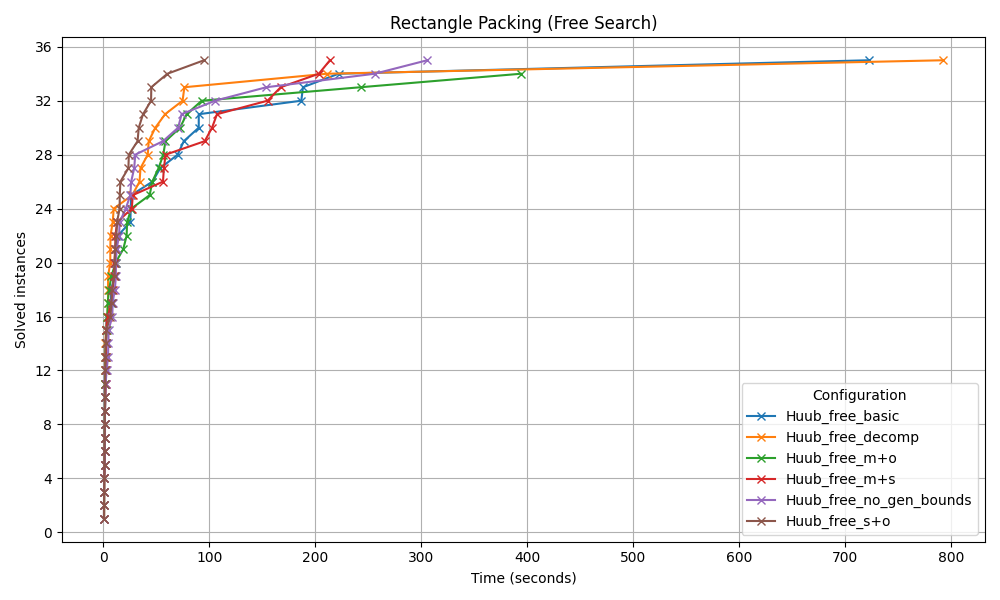 Rectangle Packing (Free Search)
36
32
28
24
20
16
12
8
4
0
Solved instances
0 100 200 300 400 500 600 700 800
Time (seconds)
Configuration
Huub_free_basic
Huub_free_decomp
Huub_free_m+o
Huub_free_m+s
Huub_free_no_gen_bounds
Huub_free_s+o